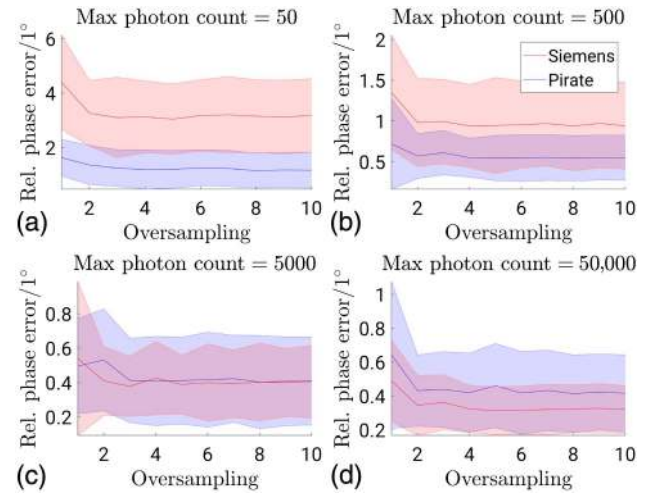 Max photon count = 50
Rel. phase error/1°
6
4
2
2 4 6 8 10
(a) Oversampling
Max photon count = 500
Rel. phase error/1°
2
1.5
1
0.5
Siemens
Pirate
2 4 6 8 10
(b) Oversampling
Max photon count = 5000
Rel. phase error/1°
0.8
0.6
0.4
0.2
2 4 6 8 10
(c) Oversampling
Max photon count = 50,000
Rel. phase error/1°
1
0.8
0.6
0.4
0.2
2 4 6 8 10
(d) Oversampling